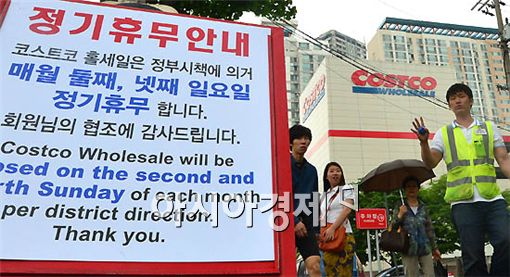 정기휴무안내
코스트코 홀세일은 정부시책에 의거
매월 둘째, 넷째 일요일
정기휴무 합니다.
회원님의 협조에 감사드립니다.
Costco Wholesale will be
osed on the second and
rth Sunday of each month
per district direction.
Thank you.
아시아경제
COSTCO
WHOLESALE
주차장